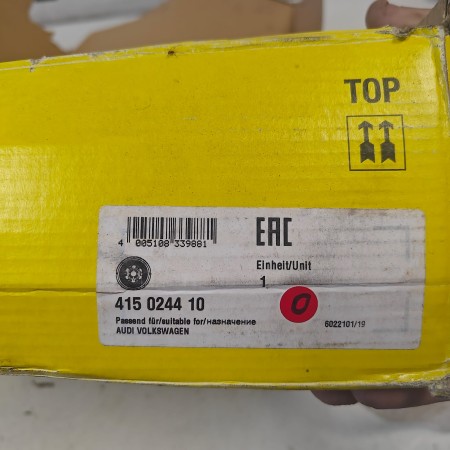 TOP
EAC
4 005108 339881
Einheit/Unit
1
415 0244 10
0
Passend für/suitable for/назначение
AUDI VOLKSWAGEN
6022101/19